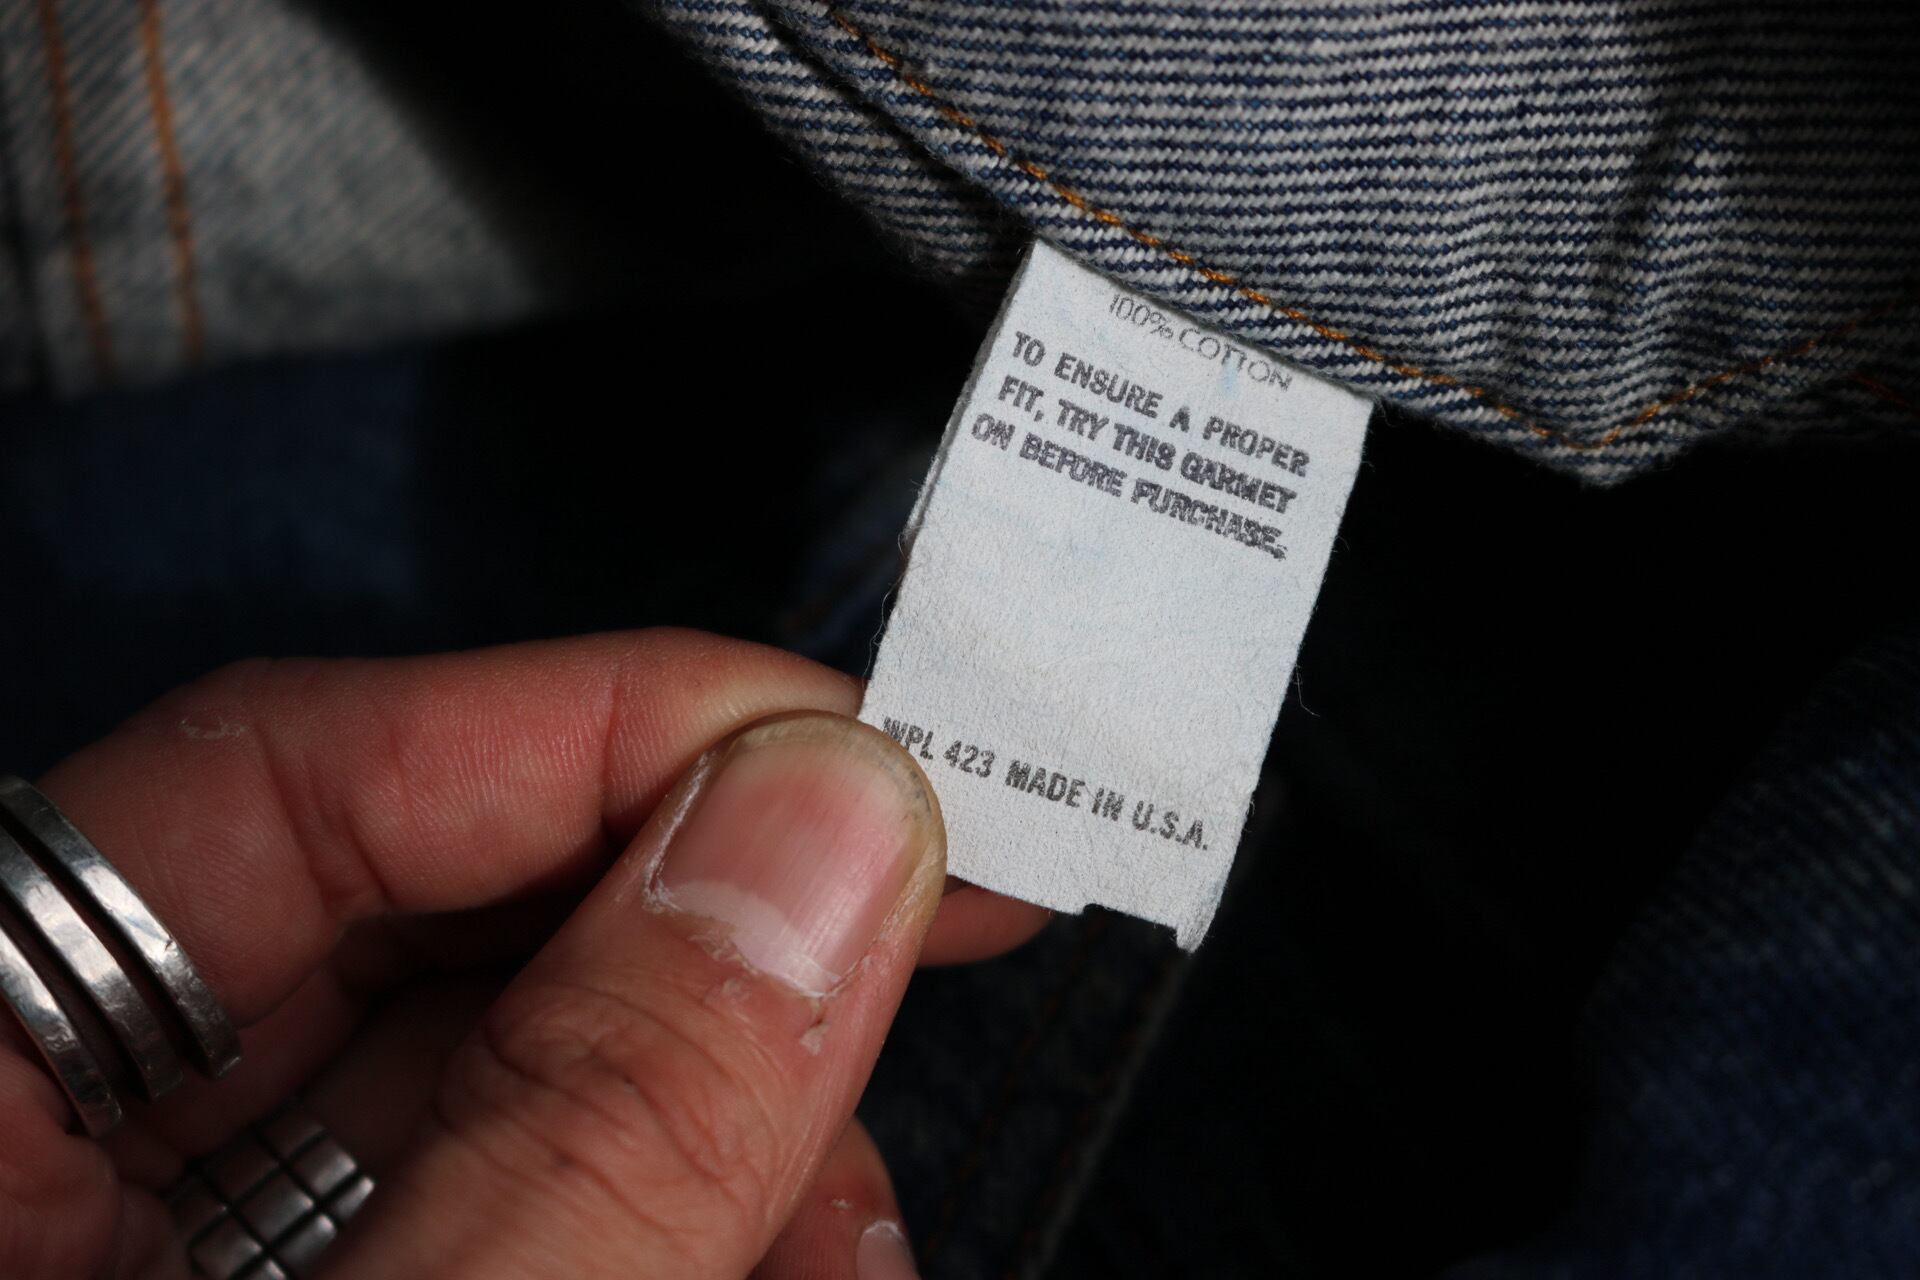 100% COTTON
TO ENSURE A PROPER
FIT, TRY THIS GARMET
ON BEFORE PURCHASE.
WPL 423 MADE IN U.S.A.